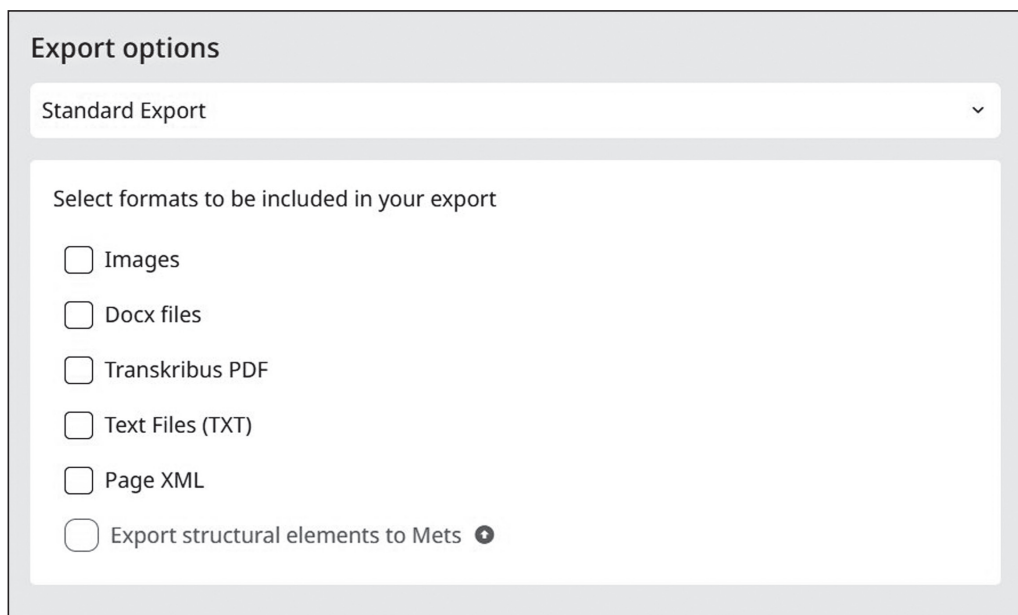 Export options
Standard Export
Select formats to be included in your export
Images
Docx files
Transkribus PDF
Text Files (TXT)
Page XML
Export structural elements to Mets